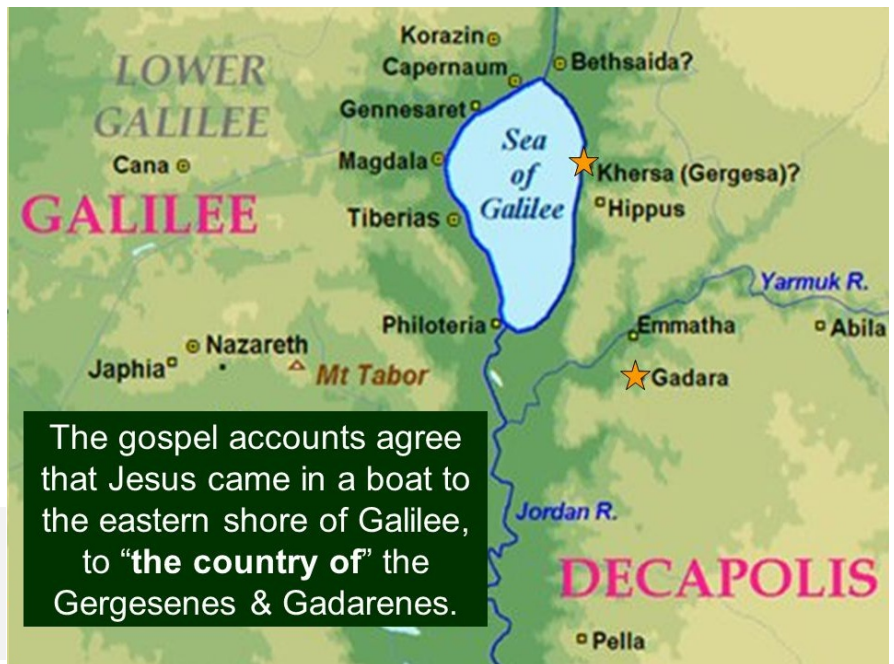 Korazin
Capernaum
Bethsaida?
LOWER
GALILEE
Gennesaret
Cana
Magdala
Sea
of
Galilee
Khersa (Gergesa)?
GALILEE
Tiberias
Hippus
Yarmuk R.
Philoteria
Emmatha
Abila
Nazareth
Japhia
Mt Tabor
Gadara
The gospel accounts agree
that Jesus came in a boat to
the eastern shore of Galilee,
to “the country of” the
Gergesenes & Gadarenes.
Jordan R.
DECAPOLIS
Pella